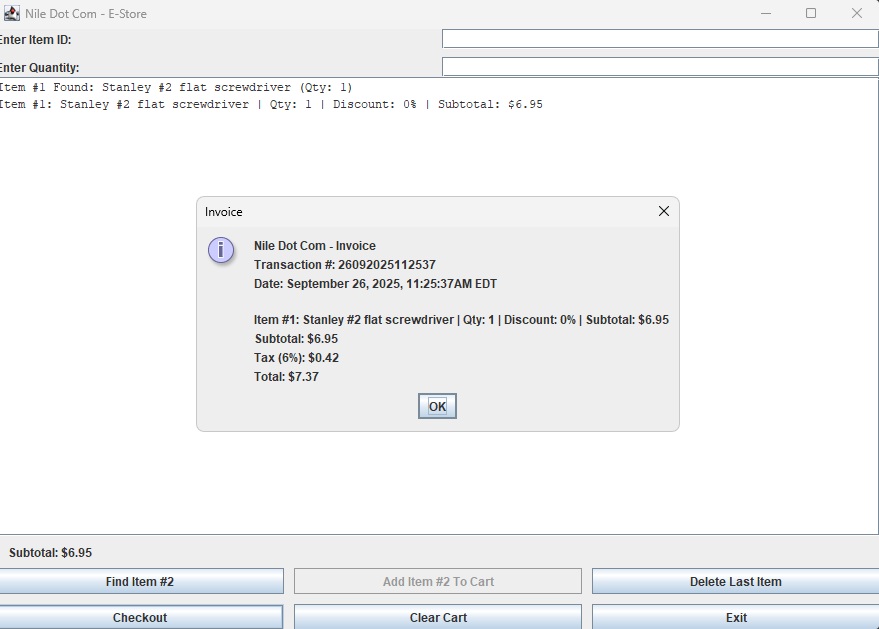 Nile Dot Com - E-Store
Enter Item ID:
Enter Quantity:
Item #1 Found: Stanley #2 flat screwdriver (Qty: 1)
Item #1: Stanley #2 flat screwdriver | Qty: 1 | Discount: 0% | Subtotal: $6.95
Invoice
Nile Dot Com - Invoice
Transaction #: 26092025112537
Date: September 26, 2025, 11:25:37AM EDT
Item #1: Stanley #2 flat screwdriver | Qty: 1 | Discount: 0% | Subtotal: $6.95
Subtotal: $6.95
Tax (6%): $0.42
Total: $7.37
OK
Subtotal: $6.95
Find Item #2
Add Item #2 To Cart
Delete Last Item
Checkout
Clear Cart
Exit